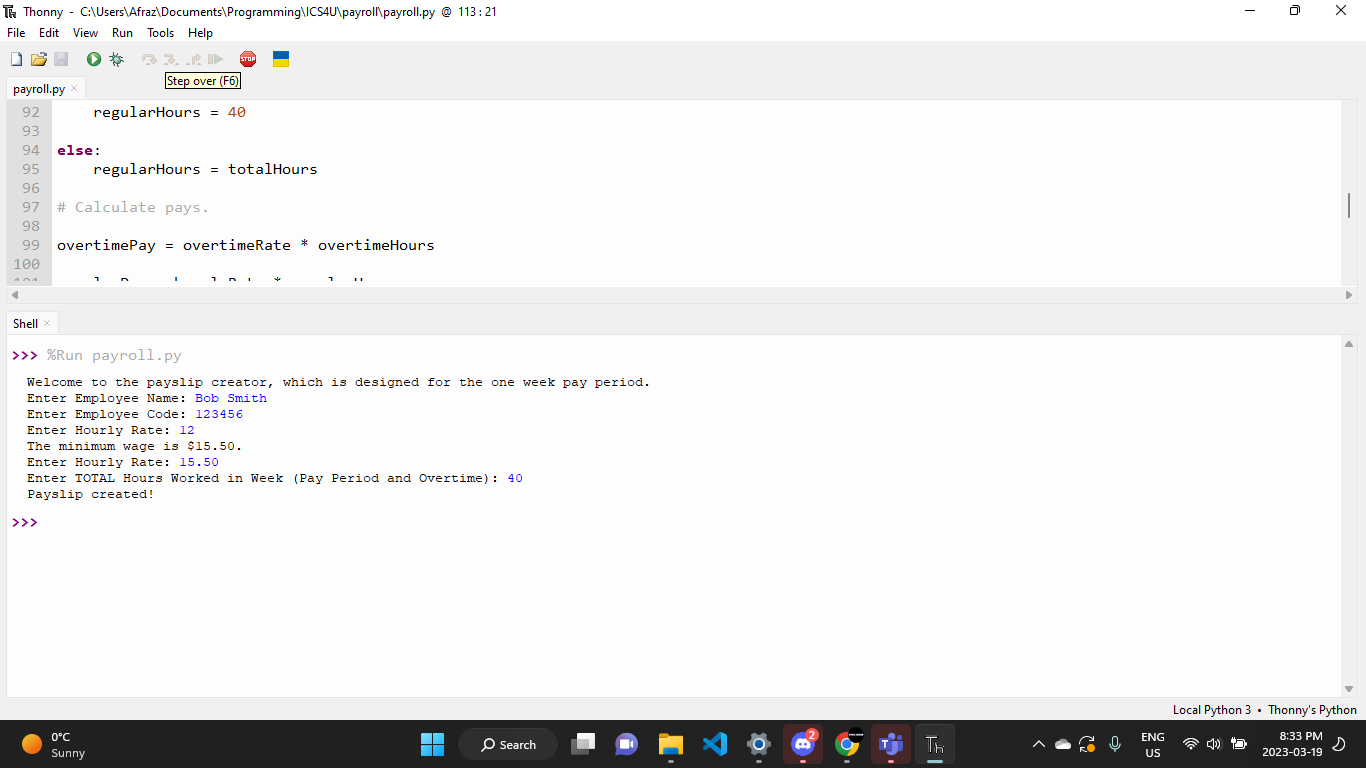 Thonny - C:\Users\Afraz\Documents\Programming\ICS4U\payroll\payroll.py @ 113 : 21
File Edit View Run Tools Help
STOP
Step over (F6)
payroll.py
92 regularHours = 40
93
94 else:
95 regularHours = totalHours
96
97 # Calculate pays.
98
99 overtimePay = overtimeRate * overtimeHours
100
Shell
>>> %Run payroll.py
Welcome to the payslip creator, which is designed for the one week pay period.
Enter Employee Name: Bob Smith
Enter Employee Code: 123456
Enter Hourly Rate: 12
The minimum wage is $15.50.
Enter Hourly Rate: 15.50
Enter TOTAL Hours Worked in Week (Pay Period and Overtime): 40
Payslip created!
>>>
Local Python 3 • Thonny's Python
0°C
Sunny
Search
2
Th
ENG
US
8:33 PM
2023-03-19